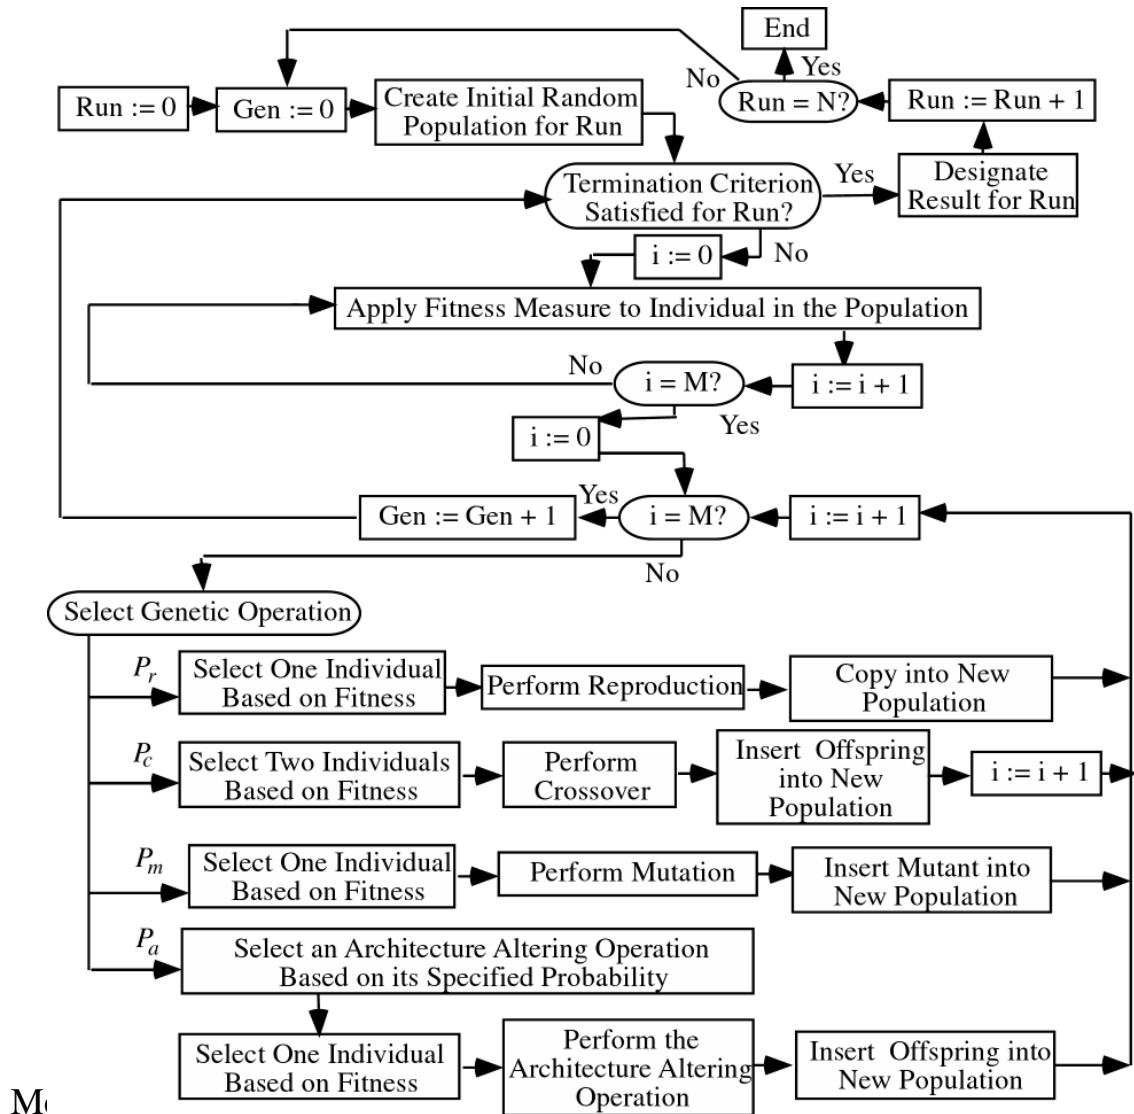 End
No
Yes
Run := 0
Gen := 0
Create Initial Random
Population for Run
Run = N?
Run := Run + 1
Termination Criterion
Satisfied for Run?
Yes
Designate
Result for Run
i := 0
No
Apply Fitness Measure to Individual in the Population
No
i = M?
i := i + 1
Yes
i := 0
Gen := Gen + 1
Yes
i = M?
i := i + 1
No
Select Genetic Operation
Pr
Select One Individual
Based on Fitness
Perform Reproduction
Copy into New
Population
Pc
Select Two Individuals
Based on Fitness
Perform
Crossover
Insert Offspring
into New
Population
i := i + 1
Pm
Select One Individual
Based on Fitness
Perform Mutation
Insert Mutant into
New Population
Pa
Select an Architecture Altering Operation
Based on its Specified Probability
Select One Individual
Based on Fitness
Perform the
Architecture Altering
Operation
Insert Offspring into
New Population